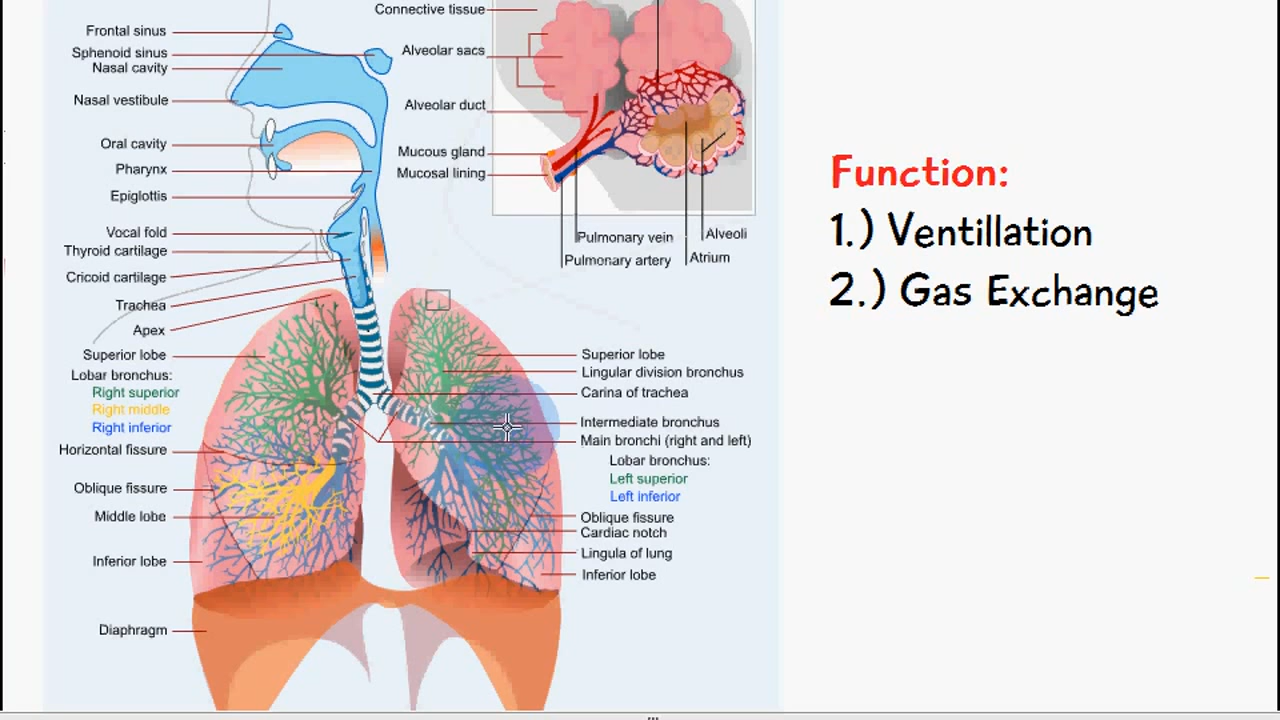 Connective tissue
Frontal sinus
Sphenoid sinus
Nasal cavity
Nasal vestibule
Oral cavity
Pharynx
Epiglottis
Vocal fold
Thyroid cartilage
Cricoid cartilage
Trachea
Apex
Superior lobe
Lobar bronchus:
Right superior
Right middle
Right inferior
Horizontal fissure
Oblique fissure
Middle lobe
Inferior lobe
Diaphragm
Alveolar sacs
Alveolar duct
Mucous gland
Mucosal lining
Pulmonary vein
Pulmonary artery
Alveoli
Atrium
Superior lobe
Lingular division bronchus
Carina of trachea
Intermediate bronchus
Main bronchi (right and left)
Lobar bronchus:
Left superior
Left inferior
Oblique fissure
Cardiac notch
Lingula of lung
Inferior lobe
Function:
1.) Ventillation
2.) Gas Exchange